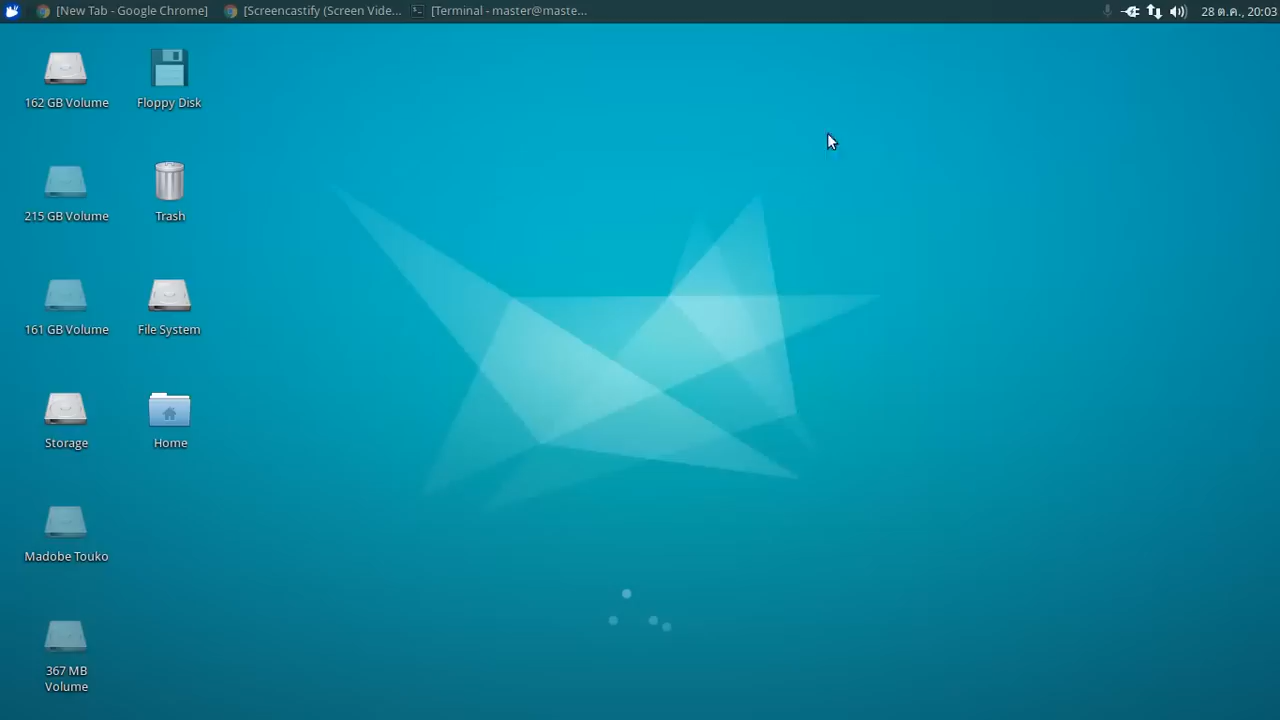 [New Tab - Google Chrome] [Screencastify (Screen Vide... [Terminal - master@maste... 28 ต.ค., 20:03
162 GB Volume Floppy Disk
215 GB Volume Trash
161 GB Volume File System
Storage Home
Madobe Touko
367 MB
Volume